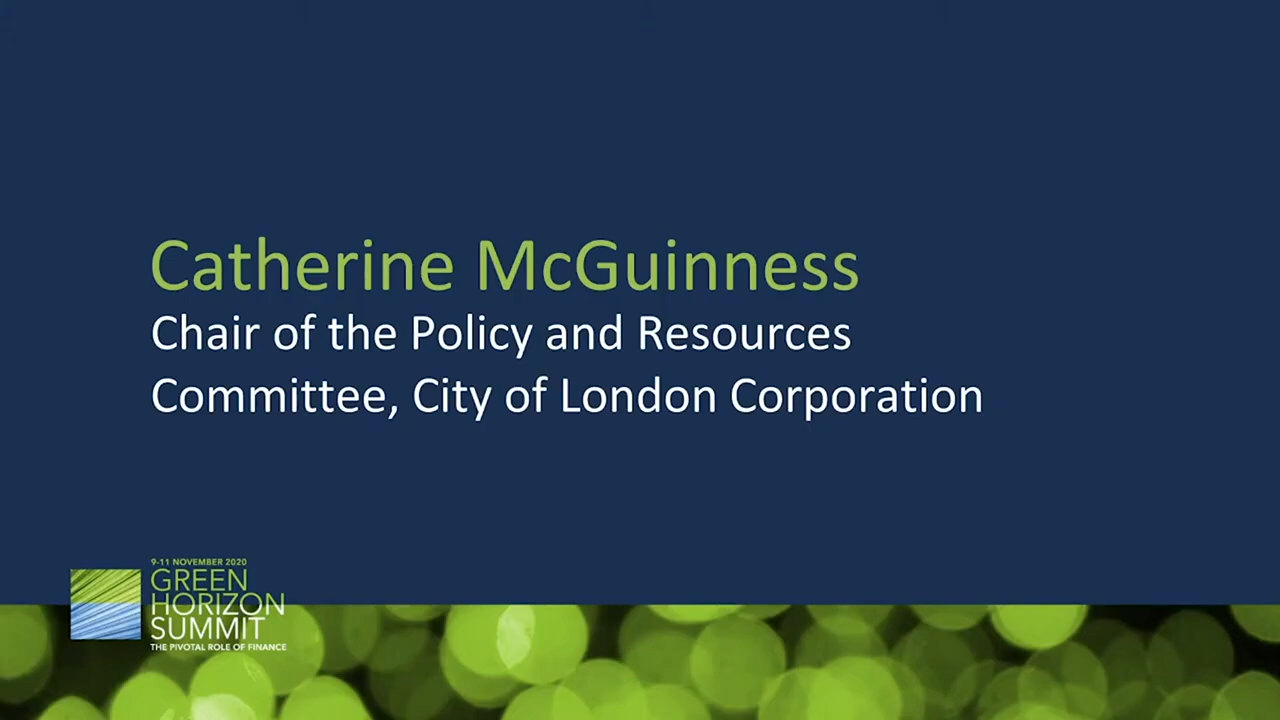 Catherine McGuinness
Chair of the Policy and Resources
Committee, City of London Corporation
9-11 NOVEMBER 2020
GREEN
HORIZON
SUMMIT
THE PIVOTAL ROLE OF FINANCE